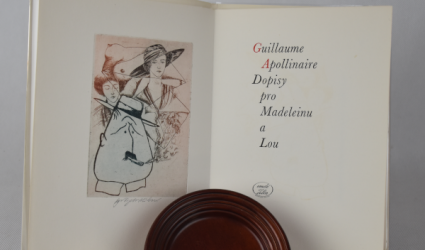 Guillaume
Apollinaire
Dopisy
pro
Madeleinu
a
Lou